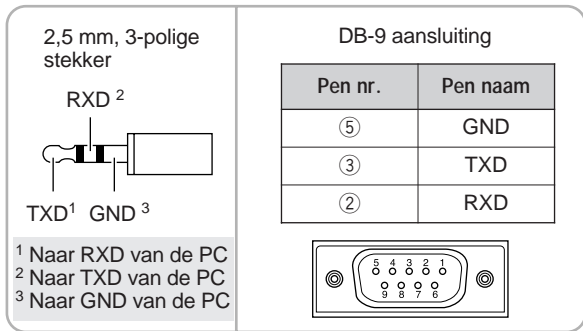 2,5 mm, 3-polige
stekker
RXD 2
TXD1 GND 3
1 Naar RXD van de PC
2 Naar TXD van de PC
3 Naar GND van de PC
DB-9 aansluiting
Pen nr. Pen naam
⑤ GND
③ TXD
② RXD
5 4 3 2 1
9 8 7 6